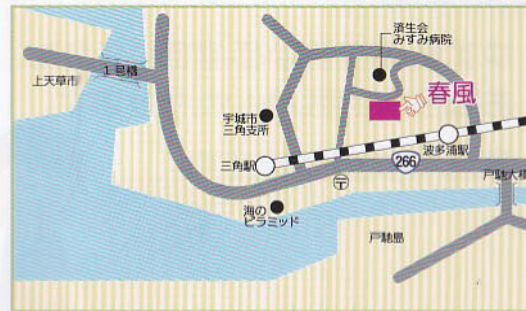 済生会
みすみ病院
1号橋
上天草市
春風
宇城市
三角支所
波多浦駅
三角駅
266
〒
戸馳大橋
海の
ピラミッド
戸馳島